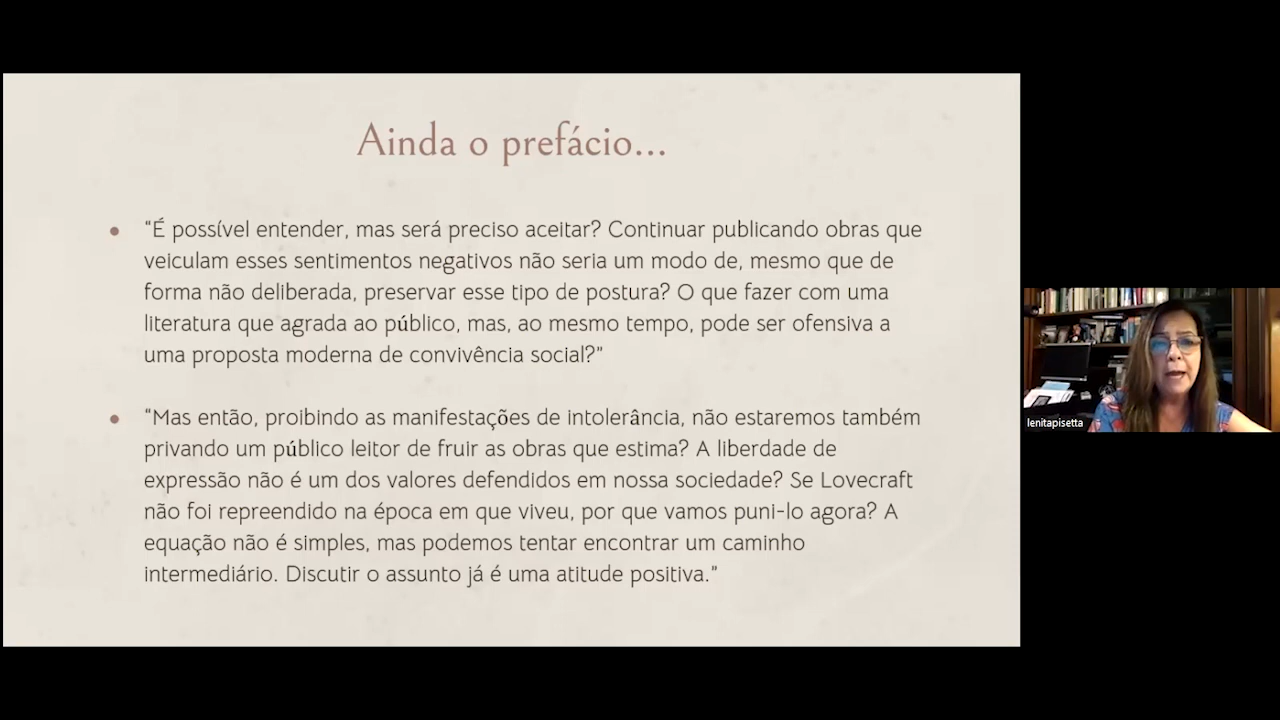 Ainda o prefácio...
• “É possível entender, mas será preciso aceitar? Continuar publicando obras que
veiculam esses sentimentos negativos não seria um modo de, mesmo que de
forma não deliberada, preservar esse tipo de postura? O que fazer com uma
literatura que agrada ao público, mas, ao mesmo tempo, pode ser ofensiva a
uma proposta moderna de convivência social?”
• “Mas então, proibindo as manifestações de intolerância, não estaremos também
privando um público leitor de fruir as obras que estima? A liberdade de
expressão não é um dos valores defendidos em nossa sociedade? Se Lovecraft
não foi repreendido na época em que viveu, por que vamos puni-lo agora? A
equação não é simples, mas podemos tentar encontrar um caminho
intermediário. Discutir o assunto já é uma atitude positiva.”
lenitapisetta